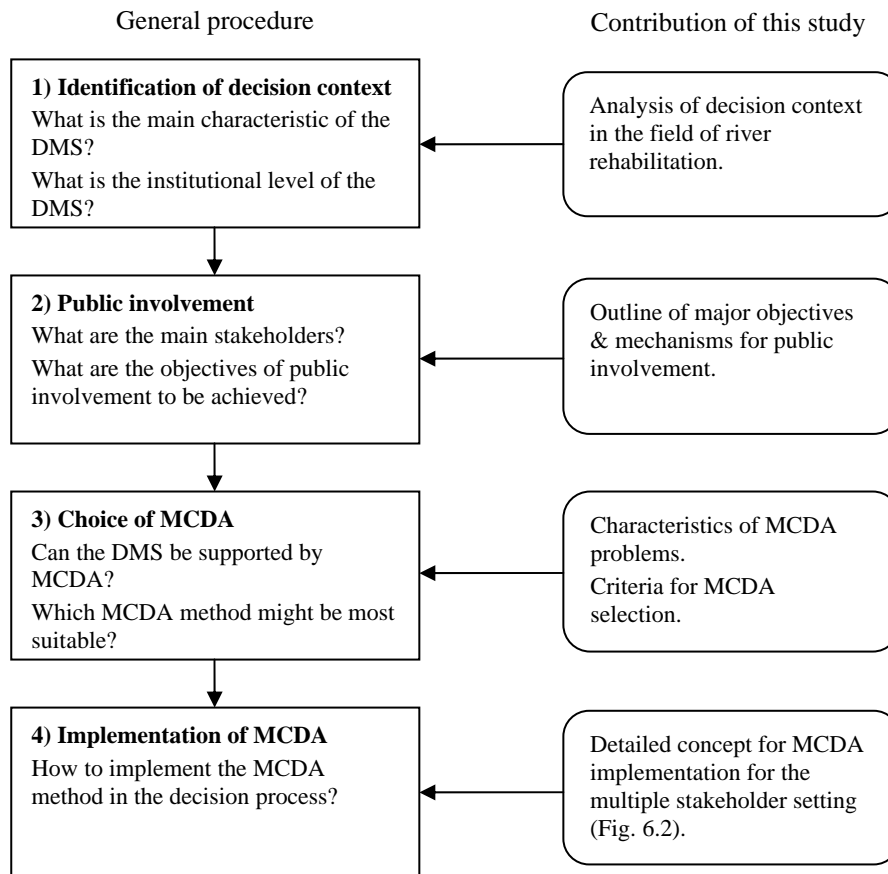 General procedure
Contribution of this study
1) Identification of decision context
What is the main characteristic of the
DMS?
What is the institutional level of the
DMS?
Analysis of decision context
in the field of river
rehabilitation.
2) Public involvement
What are the main stakeholders?
What are the objectives of public
involvement to be achieved?
Outline of major objectives
& mechanisms for public
involvement.
3) Choice of MCDA
Can the DMS be supported by
MCDA?
Which MCDA method might be most
suitable?
Characteristics of MCDA
problems.
Criteria for MCDA
selection.
4) Implementation of MCDA
How to implement the MCDA
method in the decision process?
Detailed concept for MCDA
implementation for the
multiple stakeholder setting
(Fig. 6.2).